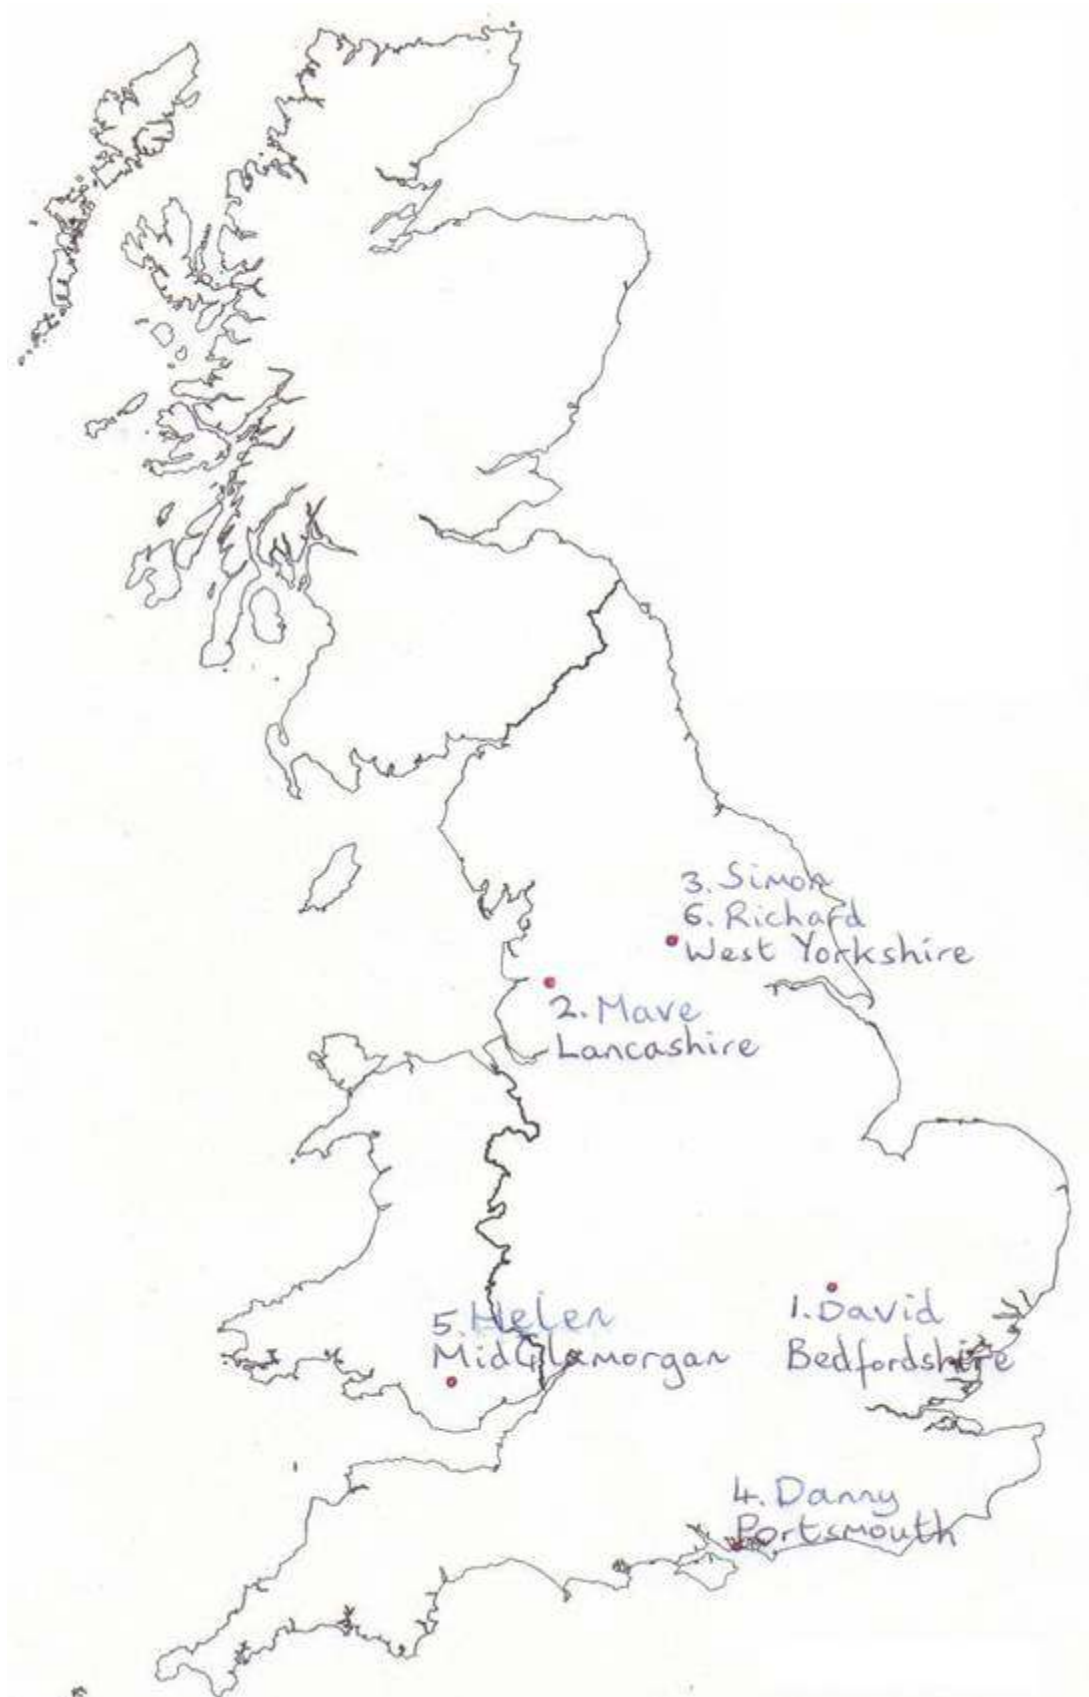 3. Simon
6. Richard
West Yorkshire
2. Mave
Lancashire
5. Helen
Mid Glamorgan
1. David
Bedfordshire
4. Danny
Portsmouth